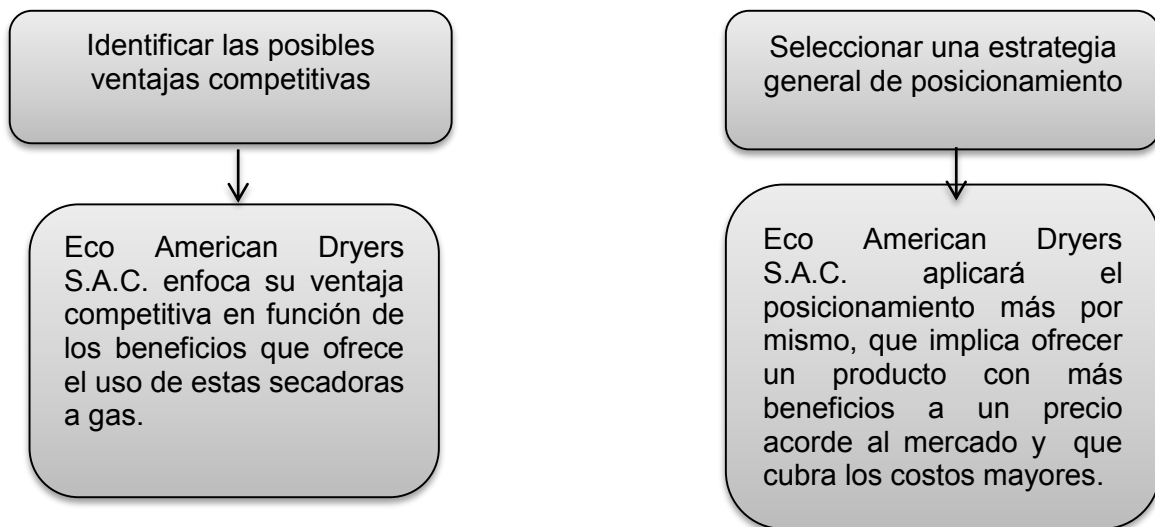 Identificar las posibles
ventajas competitivas
Eco American Dryers
S.A.C. enfoca su ventaja
competitiva en función de
los beneficios que ofrece
el uso de estas secadoras
a gas.
Seleccionar una estrategia
general de posicionamiento
Eco American Dryers
S.A.C. aplicará el
posicionamiento más por
mismo, que implica ofrecer
un producto con más
beneficios a un precio
acorde al mercado y que
cubra los costos mayores.